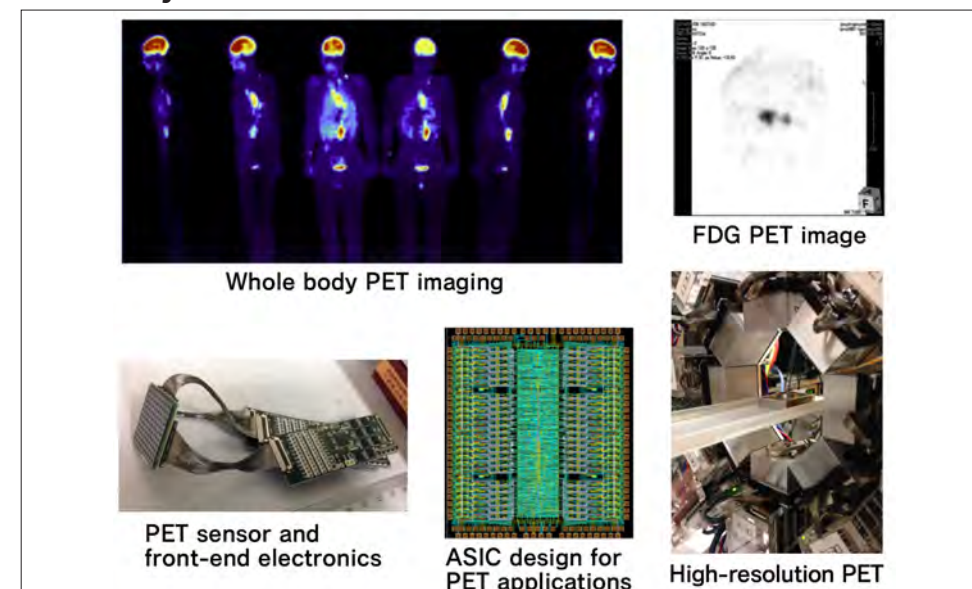 Whole body PET imaging
FDG PET image
PET sensor and
front-end electronics
ASIC design for
PET applications
High-resolution PET